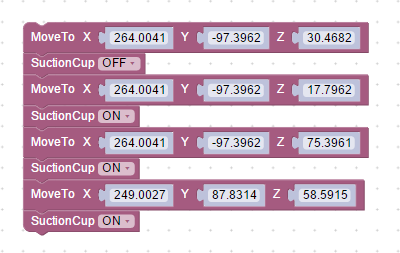 MoveTo X 264.0041 Y -97.3962 Z 30.4682
SuctionCup OFF
MoveTo X 264.0041 Y -97.3962 Z 17.7962
SuctionCup ON
MoveTo X 264.0041 Y -97.3962 Z 75.3961
SuctionCup ON
MoveTo X 249.0027 Y 87.8314 Z 58.5915
SuctionCup ON